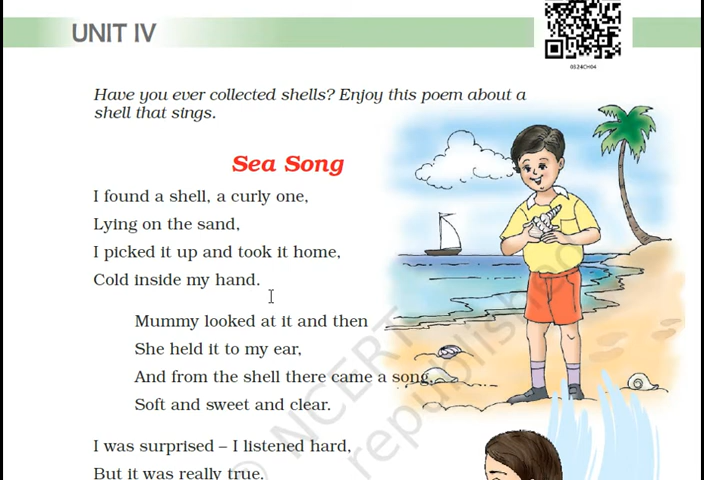 UNIT IV
0324CH04
Have you ever collected shells? Enjoy this poem about a
shell that sings.
Sea Song
I found a shell, a curly one,
Lying on the sand,
I picked it up and took it home,
Cold inside my hand.
Mummy looked at it and then
She held it to my ear,
And from the shell there came a song,
Soft and sweet and clear.
I was surprised – I listened hard,
But it was really true.
© NCERT
republished